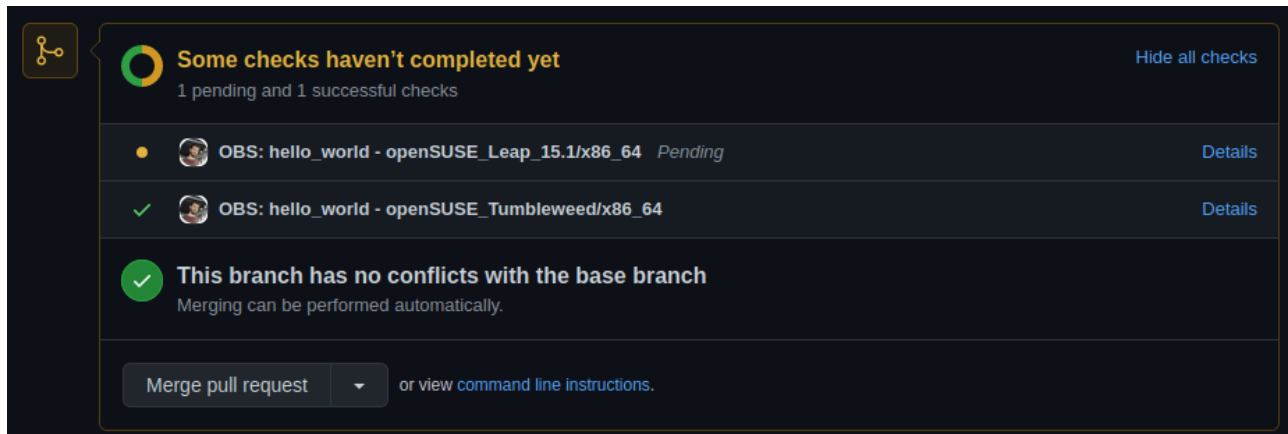 Some checks haven’t completed yet
Hide all checks
1 pending and 1 successful checks
OBS: hello_world - openSUSE_Leap_15.1/x86_64 Pending
Details
OBS: hello_world - openSUSE_Tumbleweed/x86_64
Details
This branch has no conflicts with the base branch
Merging can be performed automatically.
Merge pull request
or view command line instructions.